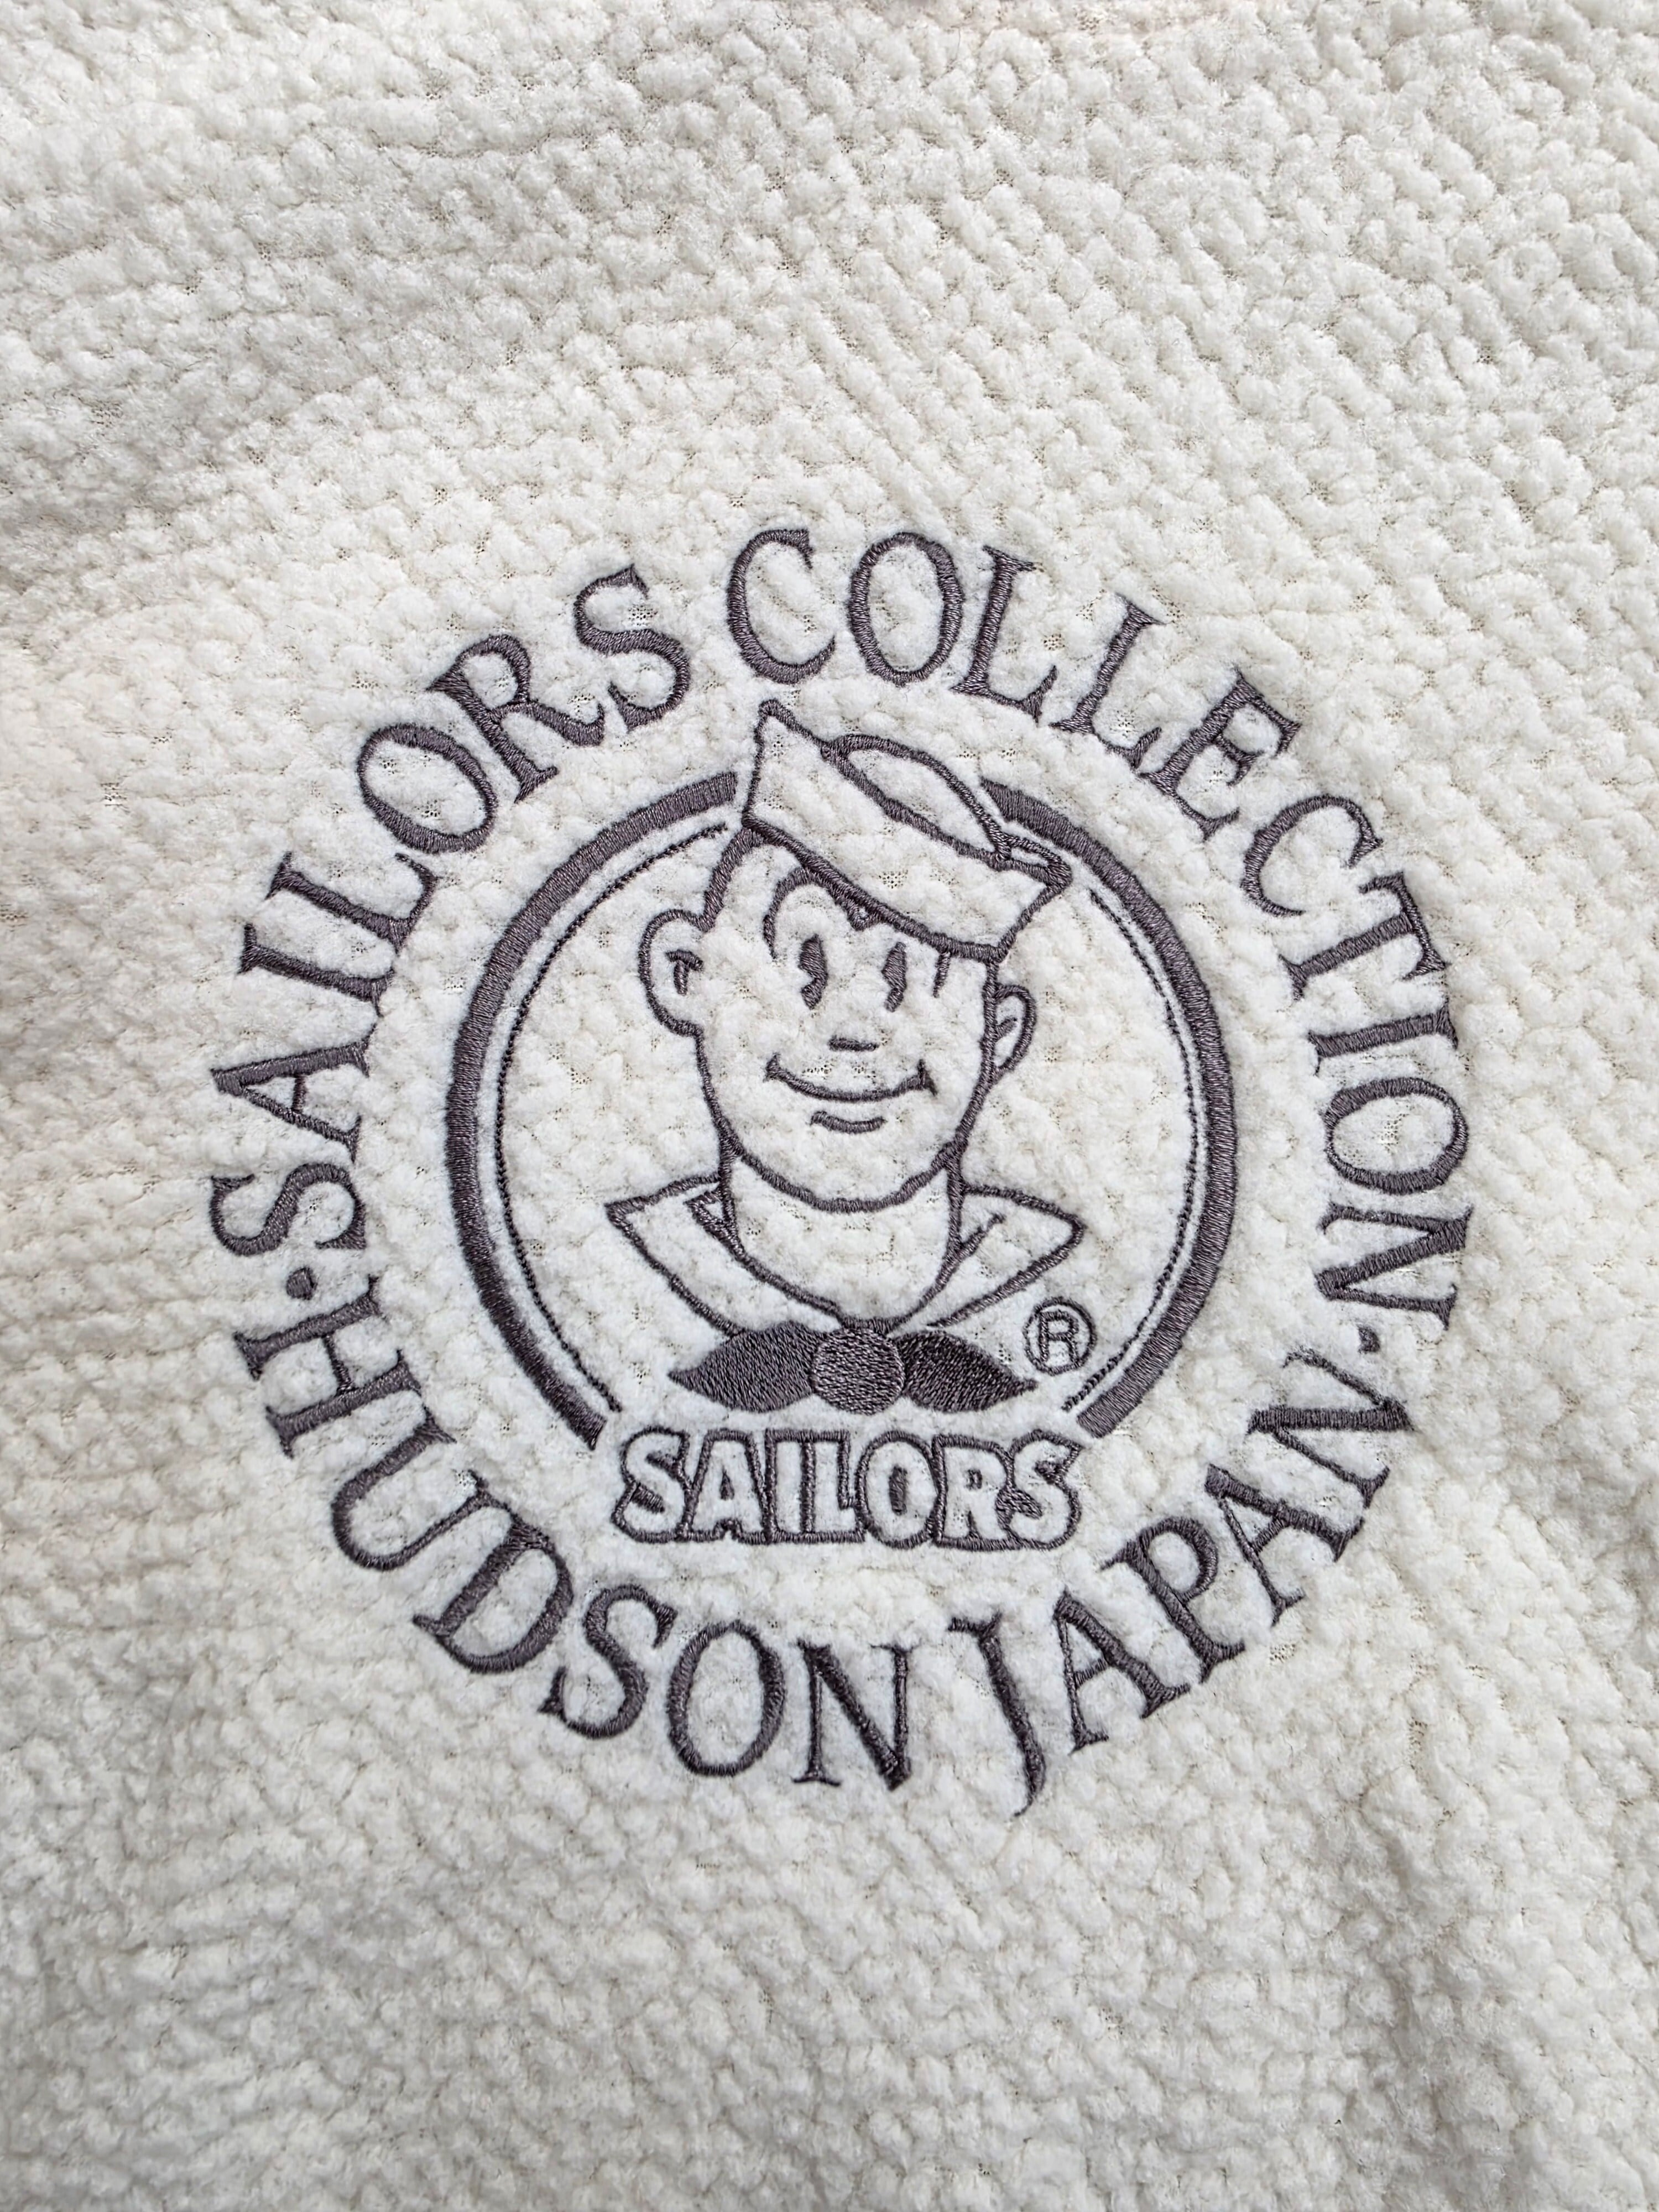 ·SAILORS COLLECTION·
HUDSON JAPAN
®
SAILORS